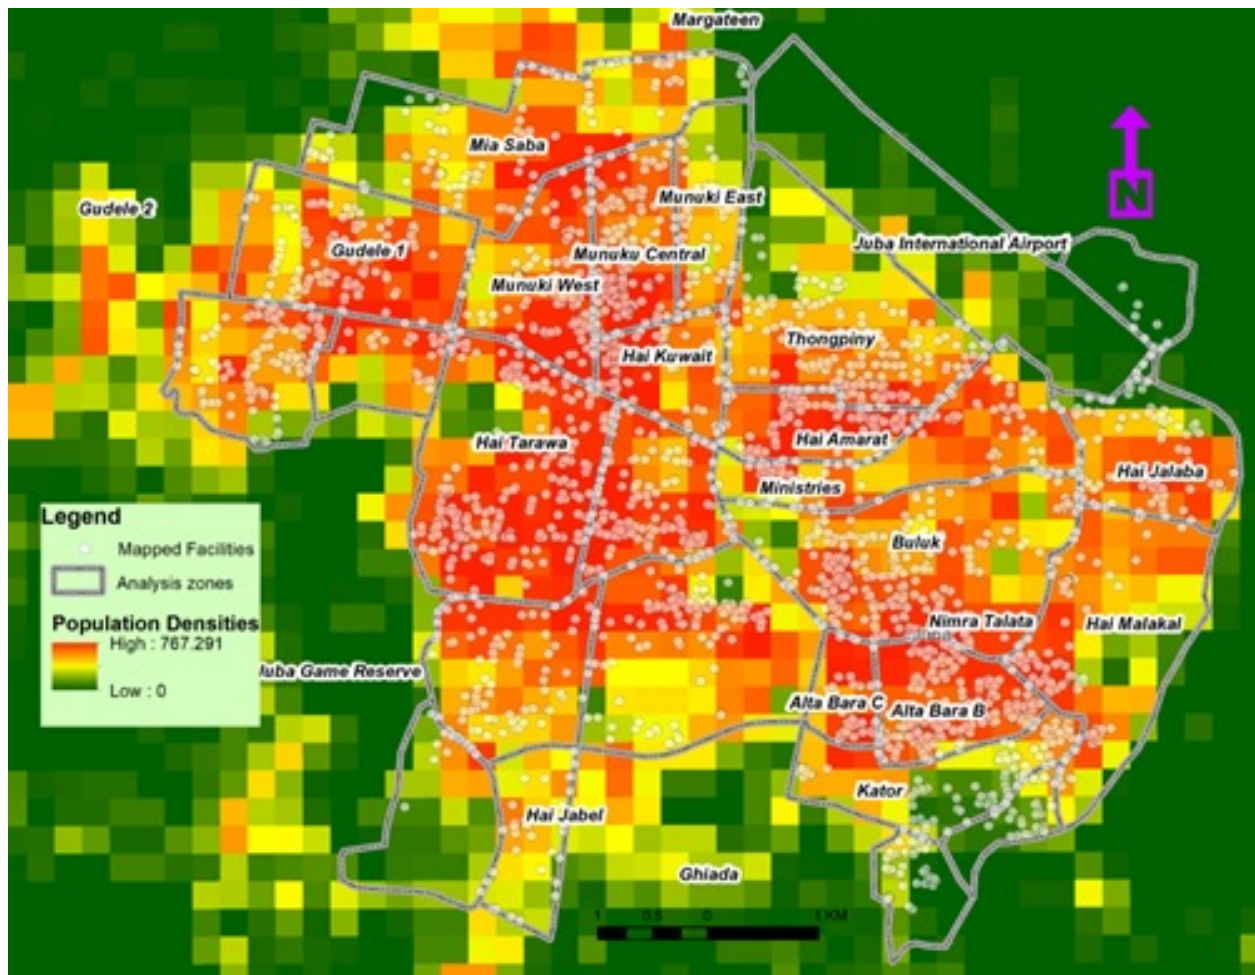 Margateen
Mia Saba
Munuki East
Gudele 2
Gudele 1
Munuku Central
Juba International Airport
Munuki West
Thongpiny
Hai Kuwait
Hai Tarawa
Hai Amarat
Hai Jalaba
Ministries
Buluk
Nimra Talata
Hai Malakal
Juba
Legend
Mapped Facilities
Analysis zones
Population Densities
High : 767.291
Low : 0
Juba Game Reserve
Alta Bara C
Alta Bara B
Kator
Hai Jabel
Ghiada
1 0.5 0 1 KM
N